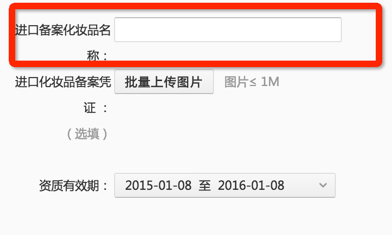 进口备案化妆品名
称：
进口化妆品备案凭 批量上传图片 图片≤ 1M
证：
（选填）
资质有效期： 2015-01-08 至 2016-01-08